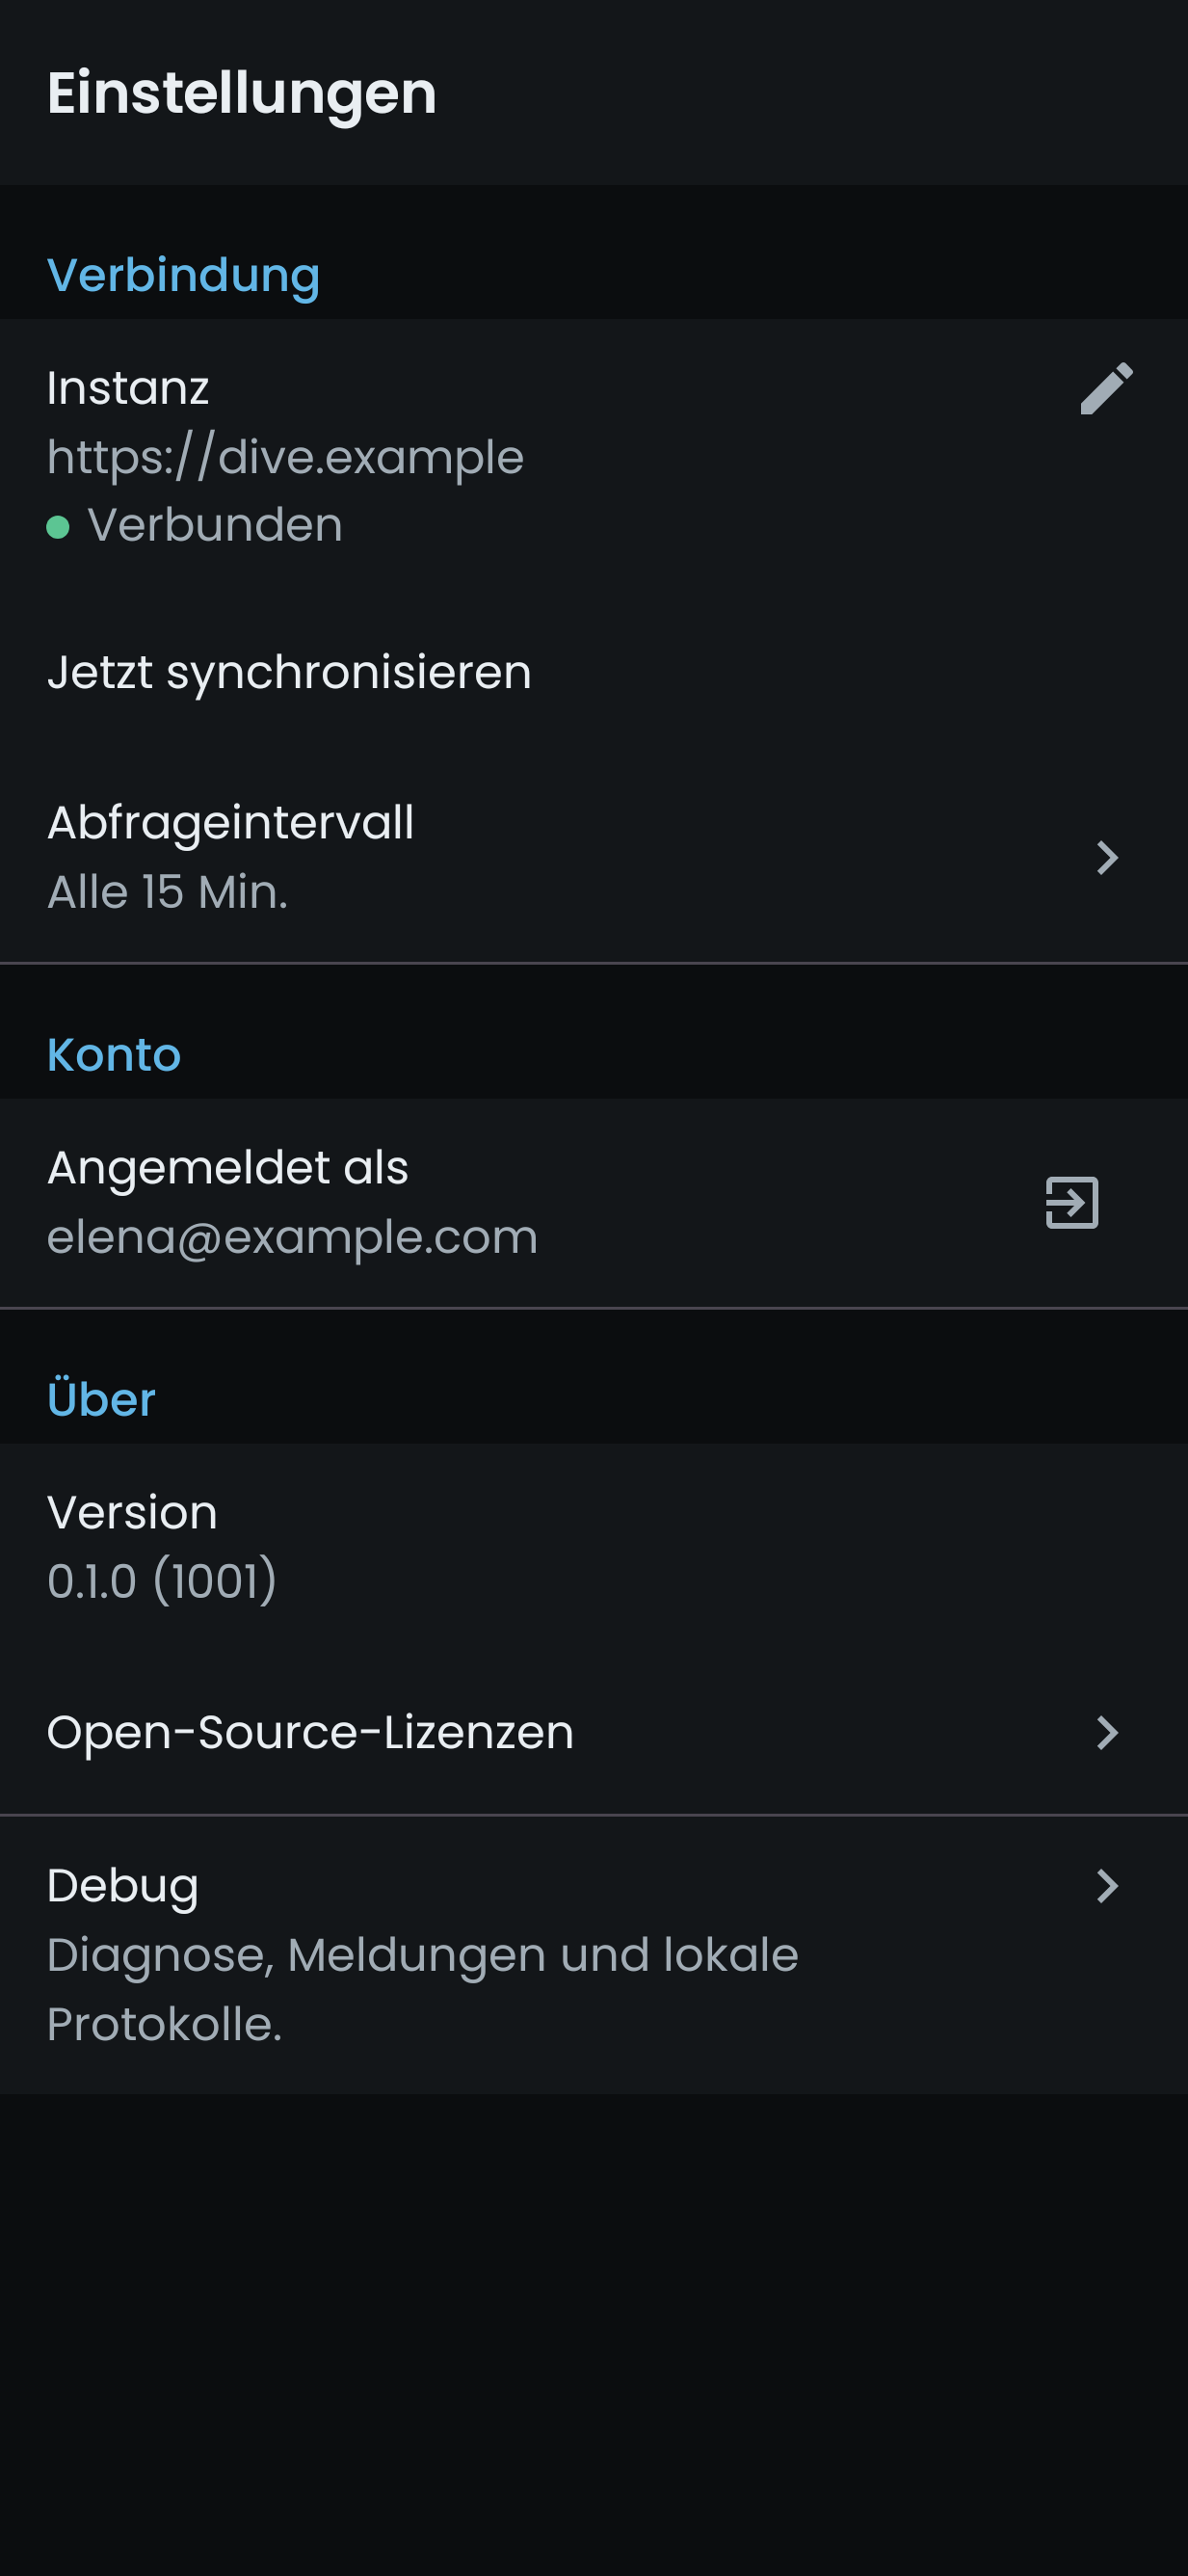 Einstellungen
Verbindung
Instanz
https://dive.example
Verbunden
Jetzt synchronisieren
Abfrageintervall
Alle 15 Min.
Konto
Angemeldet als
elena@example.com
Über
Version
0.1.0 (1001)
Open-Source-Lizenzen
Debug
Diagnose, Meldungen und lokale
Protokolle.